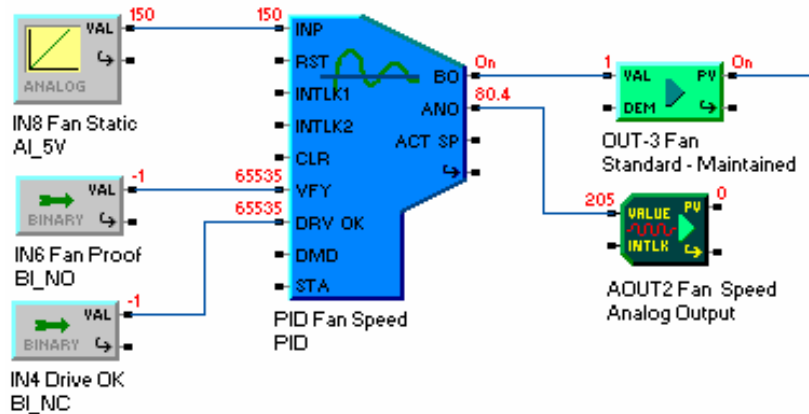 150
150
VAL
ANALOG
IN8 Fan Static
AI_5V
-1
VAL
BINARY
IN6 Fan Proof
BI_NO
-1
VAL
BINARY
IN4 Drive OK
BI_NC
65535
65535
INP
RST
INTLK1
INTLK2
CLR
VFY
DRV OK
DMD
STA
BO
ANO
ACT SP
PID Fan Speed
PID
On
80.4
1
On
VAL
PV
DEM
OUT-3 Fan
Standard - Maintained
205
0
VALUE
PV
INTLK
AOUT2 Fan Speed
Analog Output